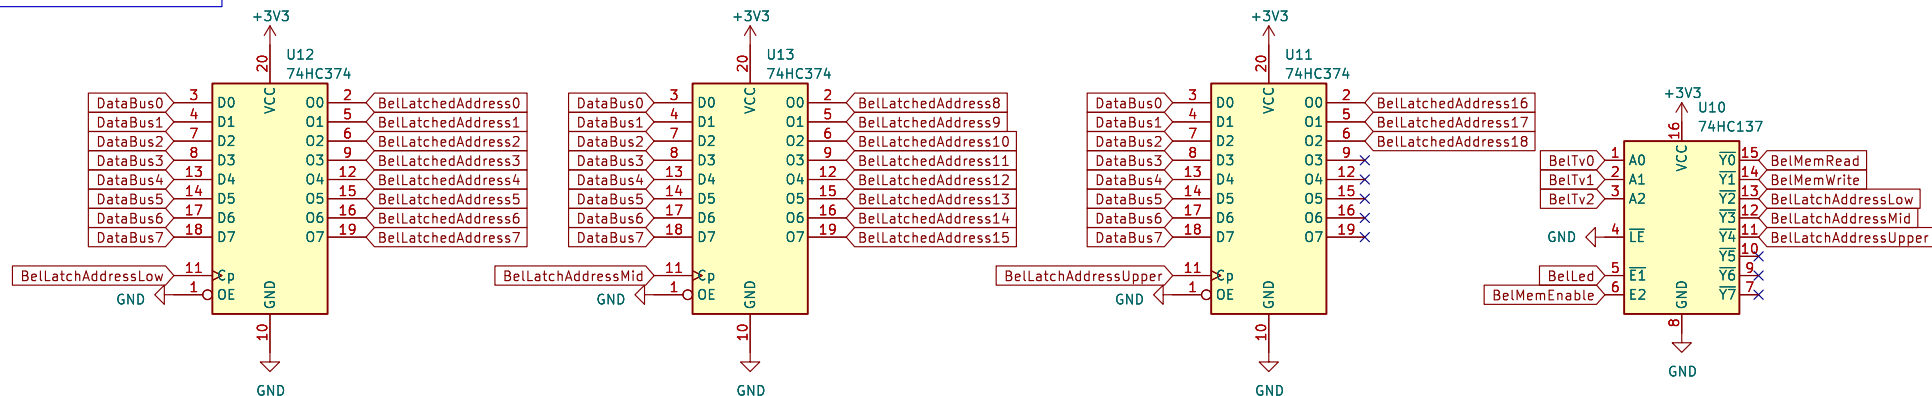 +3V3
U12
74HC374
20
VCC
DataBus0 3 D0 O0 2 BelLatchedAddress0
DataBus1 4 D1 O1 5 BelLatchedAddress1
DataBus2 7 D2 O2 6 BelLatchedAddress2
DataBus3 8 D3 O3 9 BelLatchedAddress3
DataBus4 13 D4 O4 12 BelLatchedAddress4
DataBus5 14 D5 O5 15 BelLatchedAddress5
DataBus6 17 D6 O6 16 BelLatchedAddress6
DataBus7 18 D7 O7 19 BelLatchedAddress7
BelLatchAddressLow 11 Cp
GND 1 OE
GND
10
GND
+3V3
U13
74HC374
20
VCC
DataBus0 3 D0 O0 2 BelLatchedAddress8
DataBus1 4 D1 O1 5 BelLatchedAddress9
DataBus2 7 D2 O2 6 BelLatchedAddress10
DataBus3 8 D3 O3 9 BelLatchedAddress11
DataBus4 13 D4 O4 12 BelLatchedAddress12
DataBus5 14 D5 O5 15 BelLatchedAddress13
DataBus6 17 D6 O6 16 BelLatchedAddress14
DataBus7 18 D7 O7 19 BelLatchedAddress15
BelLatchAddressMid 11 Cp
GND 1 OE
GND
10
GND
+3V3
U11
74HC374
20
VCC
DataBus0 3 D0 O0 2 BelLatchedAddress16
DataBus1 4 D1 O1 5 BelLatchedAddress17
DataBus2 7 D2 O2 6 BelLatchedAddress18
DataBus3 8 D3 O3 9
DataBus4 13 D4 O4 12
DataBus5 14 D5 O5 15
DataBus6 17 D6 O6 16
DataBus7 18 D7 O7 19
BelLatchAddressUpper 11 Cp
GND 1 OE
GND
10
GND
+3V3
U10
74HC137
16
VCC
BelTv0 1 A0 Y0 15 BelMemRead
BelTv1 2 A1 Y1 14 BelMemWrite
BelTv2 3 A2 Y2 13 BelLatchAddressLow
Y3 12 BelLatchAddressMid
GND 4 LE Y4 11 BelLatchAddressUpper
Y5 10
BelLed 5 E1 Y6 9
BelMemEnable 6 E2 Y7 7
GND
8
GND